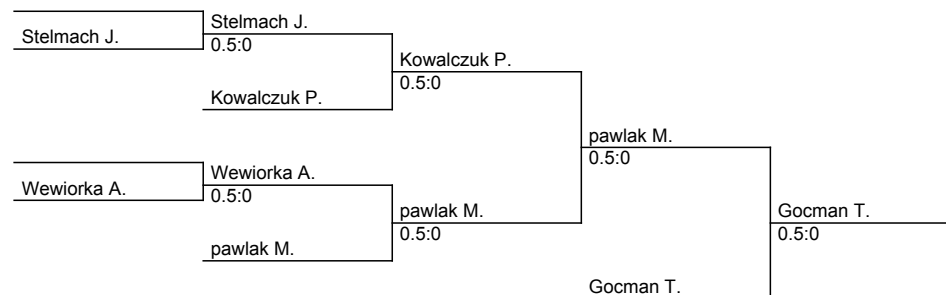 Stelmach J.
Stelmach J.
0.5:0
Kowalczuk P.
Kowalczuk P.
0.5:0
Wewiorka A.
Wewiorka A.
0.5:0
pawlak M.
pawlak M.
0.5:0
pawlak M.
0.5:0
Gocman T.
Gocman T.
0.5:0